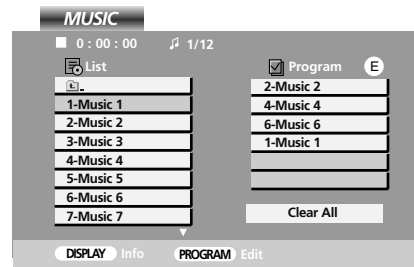 MUSIC
0 : 00 : 00 1/12
List
1-Music 1
2-Music 2
3-Music 3
4-Music 4
5-Music 5
6-Music 6
7-Music 7
Program E
2-Music 2
4-Music 4
6-Music 6
1-Music 1
Clear All
DISPLAY Info PROGRAM Edit